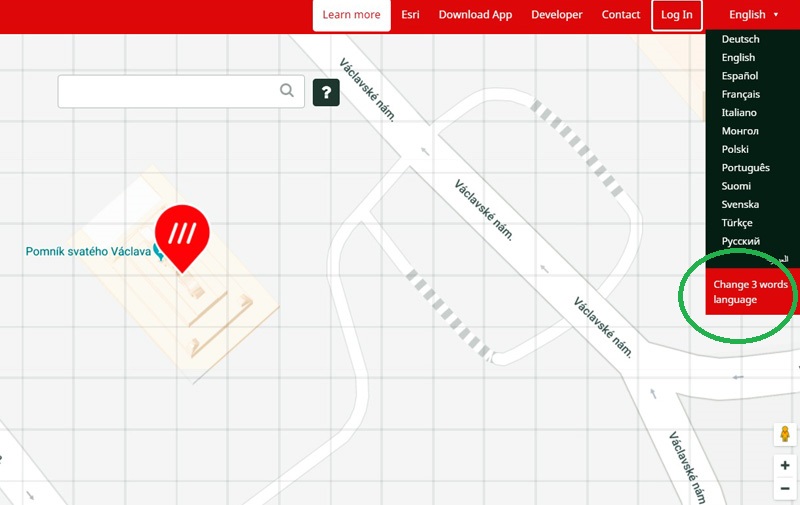 Learn more
Esri
Download App
Developer
Contact
Log In
English
Deutsch
English
Español
Français
Italiano
Монгол
Polski
Português
Suomi
Svenska
Türkçe
Русский
Change 3 words
language
?
Václavské nám.
Václavské nám.
Václavské nám.
Václavské nám
Pomník svatého Václava
+
−